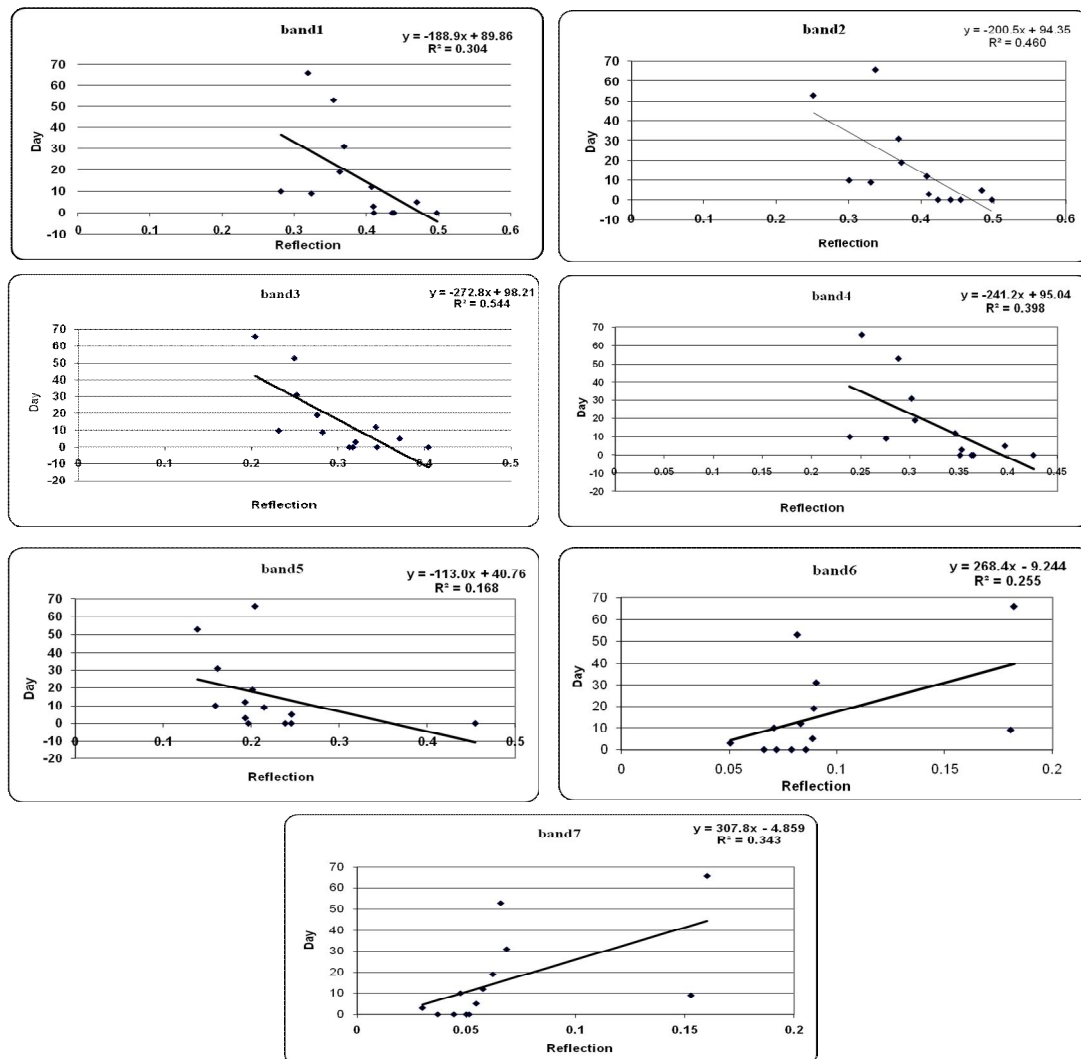 band1
y = -188.9x + 89.86
R² = 0.304
70
60
50
40
30
20
10
0
-10
Day
0 0.1 0.2 0.3 0.4 0.5 0.6
Reflection
band2
y = -200.5x + 94.35
R² = 0.460
70
60
50
40
30
20
10
0
-10
Day
0 0.1 0.2 0.3 0.4 0.5 0.6
Reflection
band3
y = -272.8x + 98.21
R² = 0.544
70
60
50
40
30
20
10
0
-10
-20
Day
0 0.1 0.2 0.3 0.4 0.5
Reflection
band4
y = -241.2x + 95.04
R² = 0.398
70
60
50
40
30
20
10
0
-10
-20
Day
0 0.05 0.1 0.15 0.2 0.25 0.3 0.35 0.4 0.45
Reflection
band5
y = -113.0x + 40.76
R² = 0.168
70
60
50
40
30
20
10
0
-10
-20
Day
0 0.1 0.2 0.3 0.4 0.5
Reflection
band6
y = 268.4x - 9.244
R² = 0.255
70
60
50
40
30
20
10
0
Day
0 0.05 0.1 0.15 0.2
Reflection
band7
y = 307.8x - 4.859
R² = 0.343
70
60
50
40
30
20
10
0
Day
0 0.05 0.1 0.15 0.2
Reflection